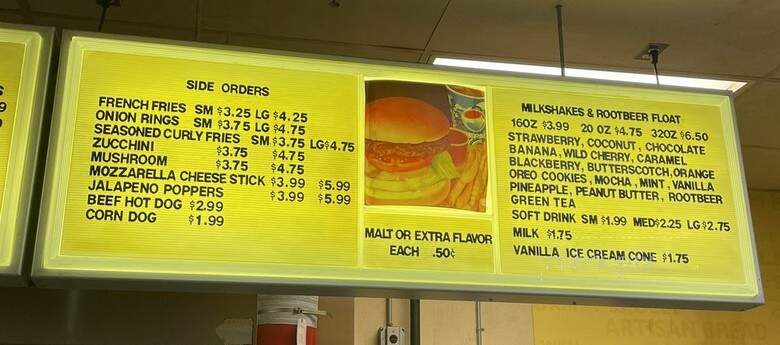 SIDE ORDERS
FRENCH FRIES SM $3.25 LG $4.25
ONION RINGS SM $3.75 LG $4.75
SEASONED CURLY FRIES SM $3.75 LG $4.75
ZUCCHINI $3.75 $4.75
MUSHROOM $3.75 $4.75
MOZZARELLA CHEESE STICK $3.99 $5.99
JALAPENO POPPERS $3.99 $5.99
BEEF HOT DOG $2.99
CORN DOG $1.99
MALT OR EXTRA FLAVOR
EACH .50¢
MILKSHAKES & ROOTBEER FLOAT
16OZ $3.99 20 OZ $4.75 32OZ $6.50
STRAWBERRY, COCONUT, CHOCOLATE
BANANA, WILD CHERRY, CARAMEL
BLACKBERRY, BUTTERSCOTCH, ORANGE
OREO COOKIES, MOCHA, MINT, VANILLA
PINEAPPLE, PEANUT BUTTER, ROOTBEER
GREEN TEA
SOFT DRINK SM $1.99 MED $2.25 LG $2.75
MILK $1.75
VANILLA ICE CREAM CONE $1.75
ARTISAN BREAD